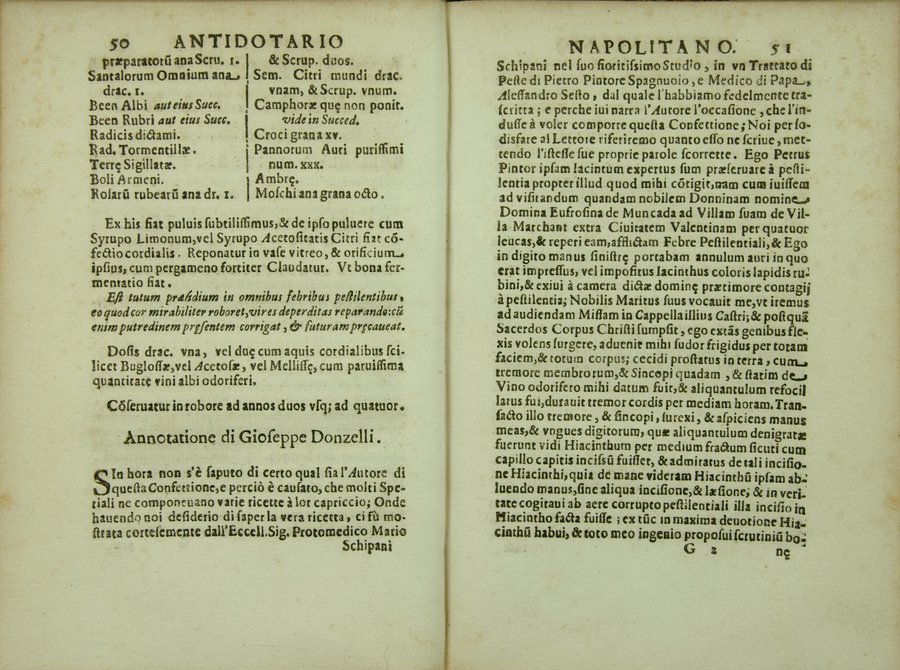 50 ANTIDOTARIO
præparatorũ ana Scru. 1.
Santalorum Omnium ana
drac. 1.
Been Albi aut eius Succ.
Been Rubri aut eius Succ.
Radicis dictami.
Rad. Tormentillæ.
Terrę Sigillatæ.
Boli Armeni.
Rosarũ rubearũ ana dr. 1.
& Scrup. duos.
Sem. Citri mundi drac.
vnam, & Scrup. vnum.
Camphoræ quę non ponit.
vide in Succed.
Croci grana xv.
Pannorum Auri purissimi
num. xxx.
Ambrę.
Moschi ana grana octo.
Ex his fiat puluis subtilissimus, & de ipso puluere cum
Syrupo Limonum, vel Syrupo Acetositatis Citri fiat cõ-
fectio cordialis. Reponatur in vase vitreo, & orificium
ipsius, cum pergameno fortiter Claudatur. Vt bona fer-
mentatio fiat.
Est tutum præsidium in omnibus febribus pestilentibus,
eo quod cor mirabiliter roboret, vires deperditas reparando: cũ
enim putredinem pręsentem corrigat, & futuram pręcaueat.
Dosis drac. vna, vel duę cum aquis cordialibus sci-
licet Buglossæ, vel Acetosæ, vel Melissę, cum paruissima
quantitate vini albi odoriferi.
Cõseruatur in robore ad annos duos vsq; ad quatuor.
Annotatione di Gioseppe Donzelli.
SIn hora non s'è saputo di certo qual sia l'Autore di
questa Confettione, e perciò è causato, che molti Spe-
tiali ne componeuano varie ricette à lor capriccio; Onde
hauendo noi desiderio di saper la vera ricetta, ci fù mo-
strata cortesemente dall'Eccell. Sig. Protomedico Mario
Schipani
NAPOLITANO. 51
Schipani nel suo fioritissimo Studio, in vn Trattato di
Peste di Pietro Pintore Spagnuolo, e Medico di Papa
Alessandro Sesto, dal quale l'habbiamo fedelmente tra-
scritta; e perche iui narra l'Autore l'occasione, che l'in-
dusse à voler comporre questa Confettione; Noi per so-
disfare al Lettore riferiremo quanto esso ne scriue, met-
tendo l'istesse sue proprie parole scorrette. Ego Petrus
Pintor ipsam Iacintum expertus sum præseruare à pesti-
lentia propter illud quod mihi cõtigit, nam cum iuissem
ad visitandum quandam nobilem Donninam nomine
Domina Eufrosina de Muncada ad Villam suam de Vil-
la Marchant extra Ciuitatem Valentinam per quatuor
leucas, & reperi eam, afflictam Febre Pestilentiali, & Ego
in digito manus sinistrę portabam annulum auri in quo
erat impressus, vel impositus Iacinthus coloris lapidis ru-
bini, & exiui à camera dictæ dominę prætimore contagij
à pestilentia; Nobilis Maritus suus vocauit me, vt iremus
ad audiendam Missam in Cappella illius Castri; & postquã
Sacerdos Corpus Christi sumpsit, ego extãs genibus fle-
xis volens surgere, aduenit mihi sudor frigidus per totam
faciem, & totum corpus; cecidi prostatus in terra, cum
tremore membrorum, & Sincopi quadam, & statim de
Vino odorifero mihi datum fuit, & aliquantulum refocil
latus fui, durauit tremor cordis per mediam horam. Tran-
sacto illo tremore, & sincopi, surexi, & aspiciens manus
meas, & vngues digitorum, quæ aliquantulum denigratæ
fuerunt vidi Hiacinthum per medium fractum sicuti cum
capillo capitis incissũ fuisset, & admiratus de tali incisio-
ne Hiacinthi, quia de mane videram Hiacinthũ ipsam ab-
luendo manus, sine aliqua incisione, & læsione; & in veri-
tate cogitaui ab aere corrupto pestilentiali illa incisio in
Hiacintho facta fuisse; ex tũc in maxima deuotione Hia-
cinthũ habui, & toto meo ingenio proposui scrutiniũ bo-
G 2 nę